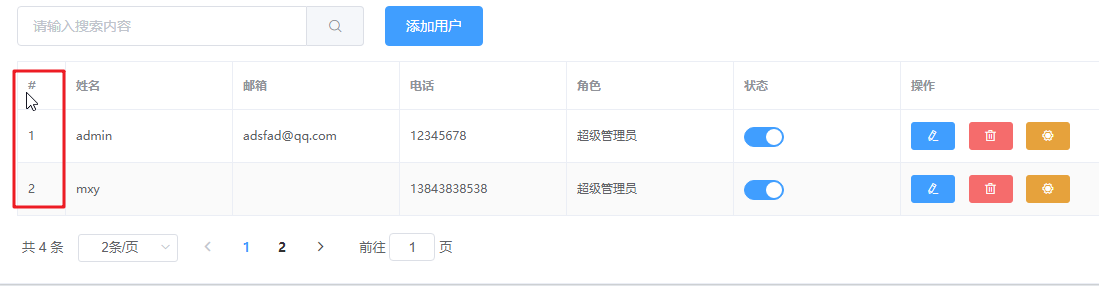 请输入搜索内容 添加用户
# 姓名 邮箱 电话 角色 状态 操作
1 admin adsfad@qq.com 12345678 超级管理员
2 mxy 13843838538 超级管理员
共 4 条 2条/页 1 2 前往 1 页